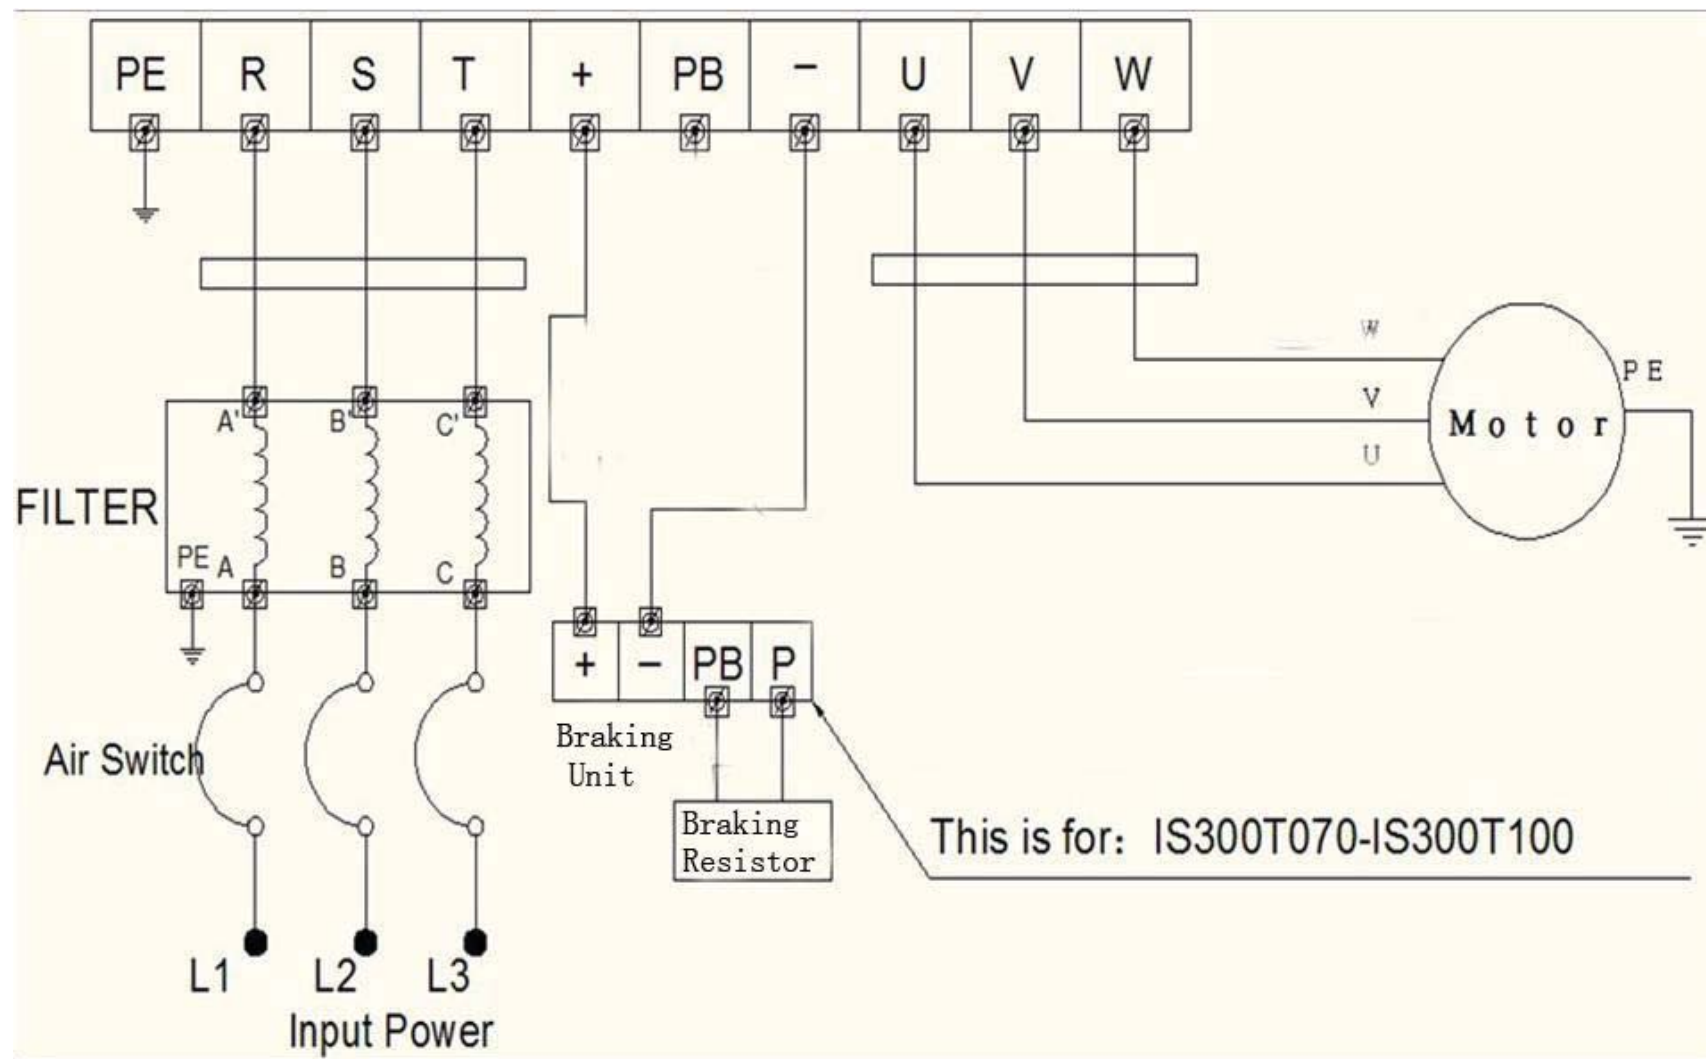 PE R S T + PB − U V W
W
PE
V
Motor
U
A' B' C'
FILTER
PE A B C
+ − PB P
Braking
Unit
Air Switch
Braking
Resistor
This is for: IS300T070-IS300T100
L1 L2 L3
Input Power